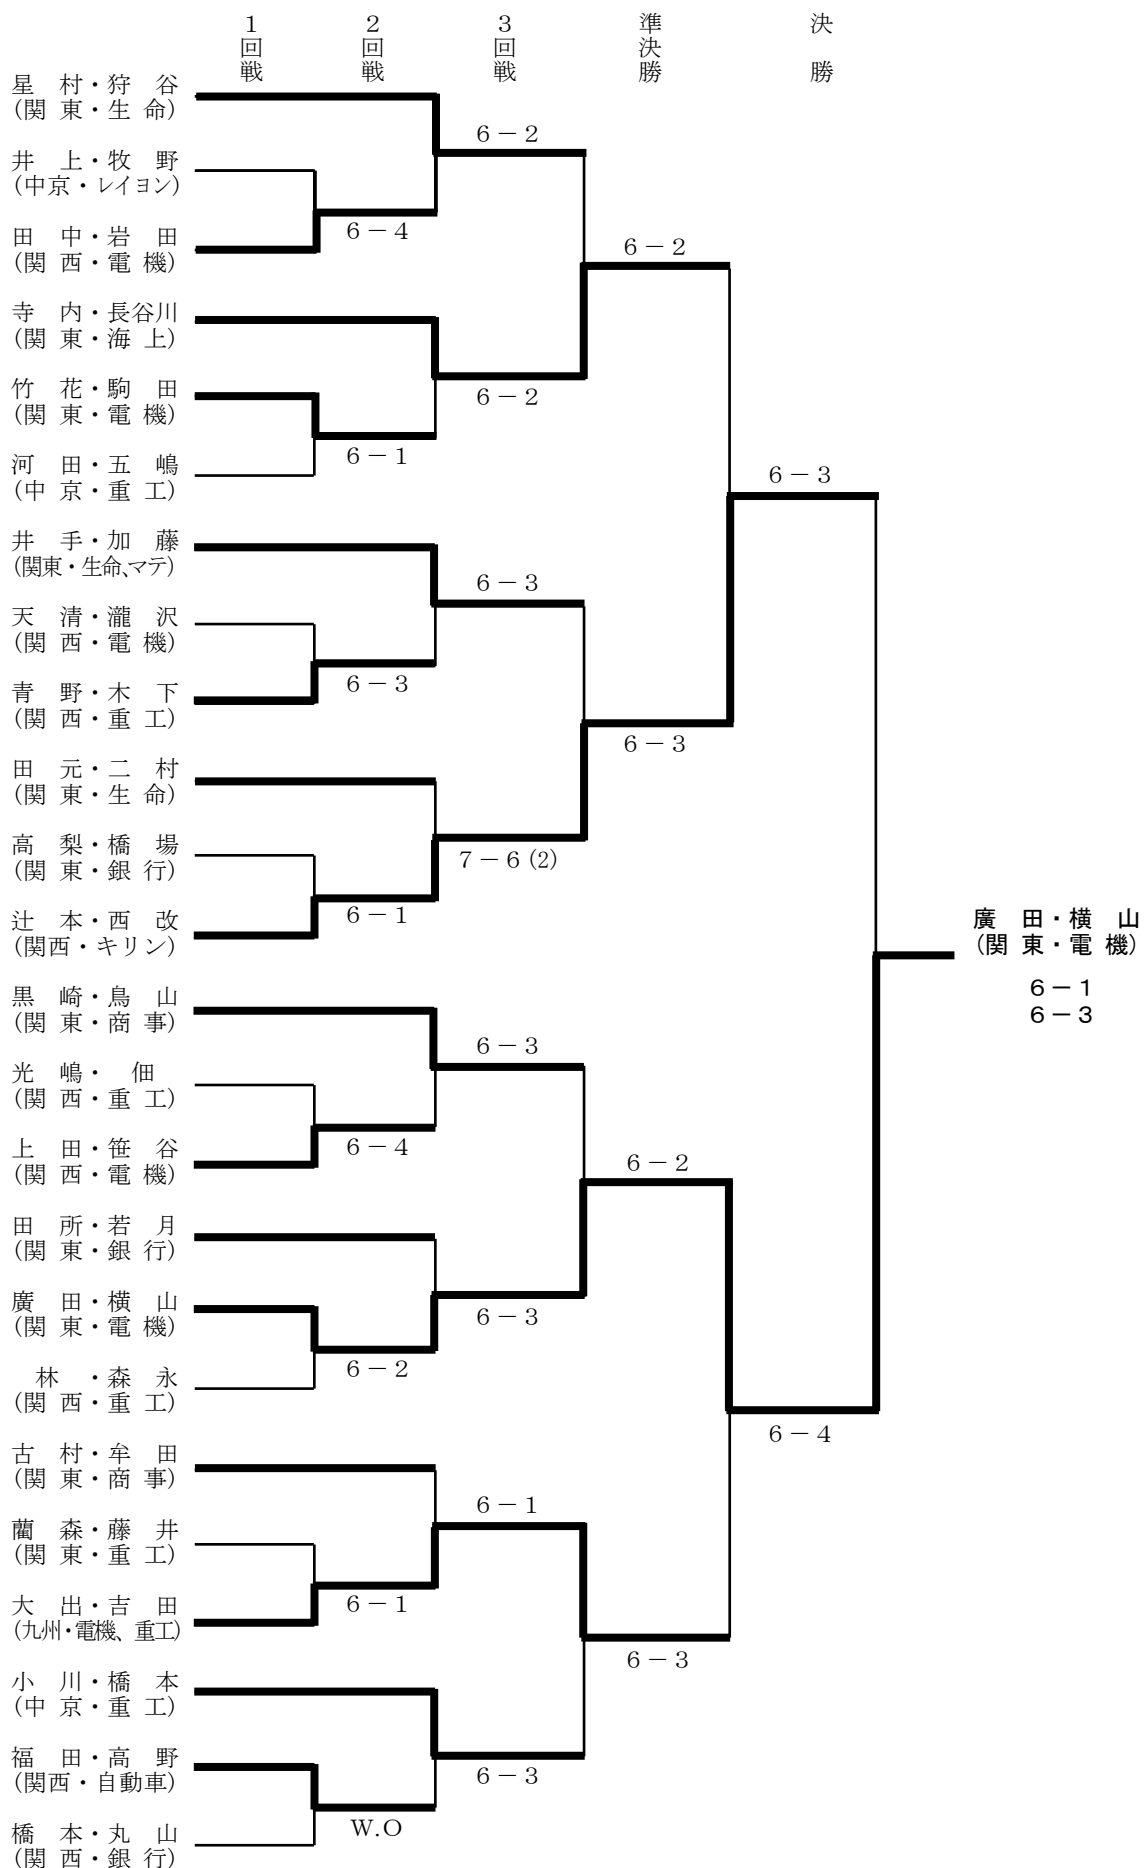 1回戦
2回戦
3回戦
準決勝
決　勝
星　村・狩　谷
(関　東・生　命)
6－2
井　上・牧　野
(中京・レイヨン)
6－4
田　中・岩　田
(関　西・電　機)
6－2
寺　内・長谷川
(関　東・海　上)
6－2
竹　花・駒　田
(関　東・電　機)
6－1
河　田・五　嶋
(中　京・重　工)
6－3
井　手・加　藤
(関東・生命、マテ)
6－3
天　清・瀧　沢
(関　西・電　機)
6－3
青　野・木　下
(関　西・重　工)
6－3
田　元・二　村
(関　東・生　命)
高　梨・橋　場
(関　東・銀　行)
7－6(2)
6－1
辻　本・西　改
(関西・キリン)
廣　田・横　山
(関　東・電　機)
6－1
6－3
黒　崎・鳥　山
(関　東・商　事)
6－3
光　嶋・　佃
(関　西・重　工)
6－4
上　田・笹　谷
(関　西・電　機)
6－2
田　所・若　月
(関　東・銀　行)
廣　田・横　山
(関　東・電　機)
6－3
6－2
林　・森　永
(関　西・重　工)
6－4
古　村・牟　田
(関　東・商　事)
6－1
藺　森・藤　井
(関　東・重　工)
6－1
大　出・吉　田
(九州・電機、重工)
6－3
小　川・橋　本
(中　京・重　工)
福　田・高　野
(関西・自動車)
6－3
W.O
橋　本・丸　山
(関　西・銀　行)